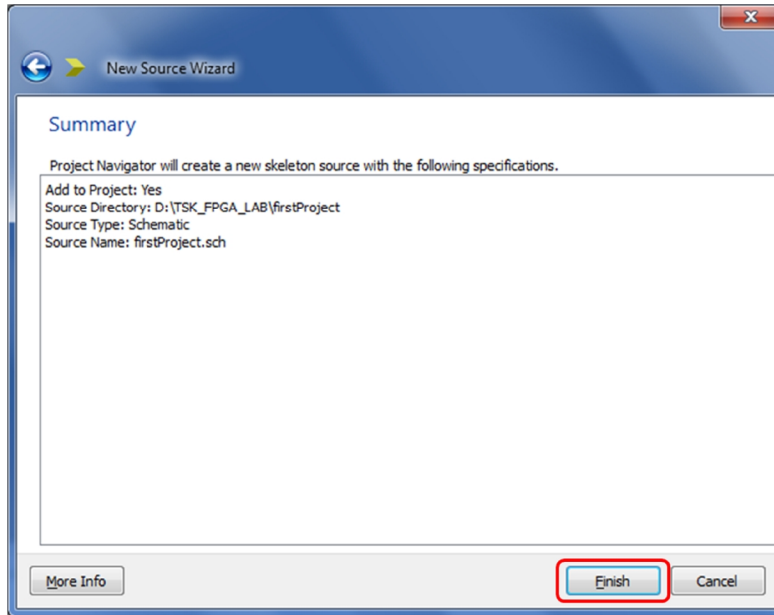 New Source Wizard
Summary
Project Navigator will create a new skeleton source with the following specifications.
Add to Project: Yes
Source Directory: D:\TSK_FPGA_LAB\firstProject
Source Type: Schematic
Source Name: firstProject.sch
More Info
Finish
Cancel